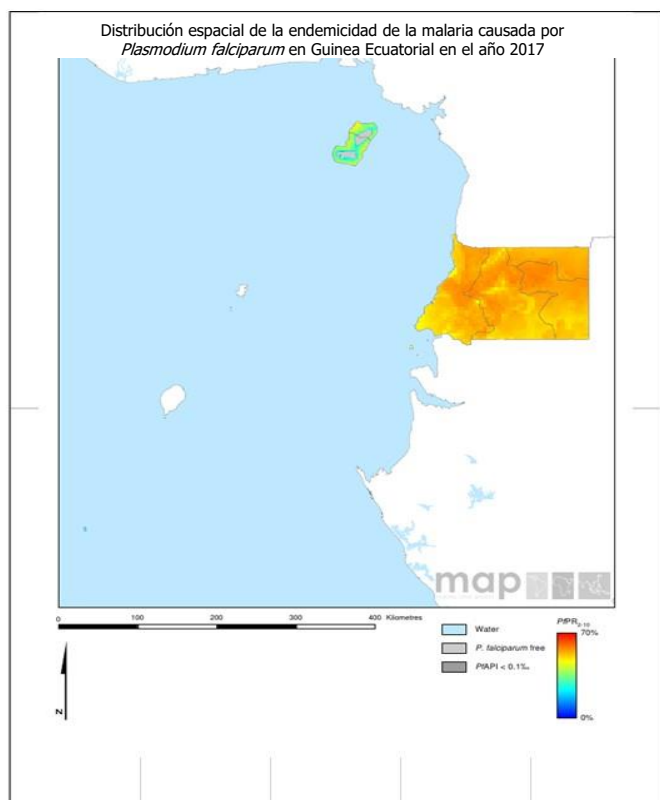 Distribución espacial de la endemicidad de la malaria causada por
Plasmodium falciparum en Guinea Ecuatorial en el año 2017
map
0 100 200 300 400 Kilometres
Water
P. falciparum free
PfAPI < 0.1‰
PfPR2-10
70%
0%
N